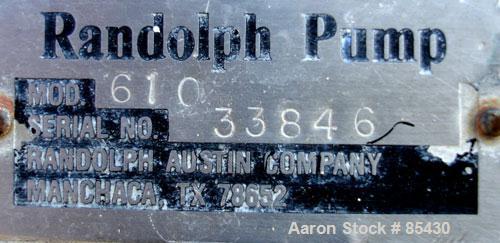 Randolph Pump
MOD. 610
SERIAL NO. 33846
RANDOLPH AUSTIN COMPANY
MANCHACA, TX 78652
Aaron Stock # 85430